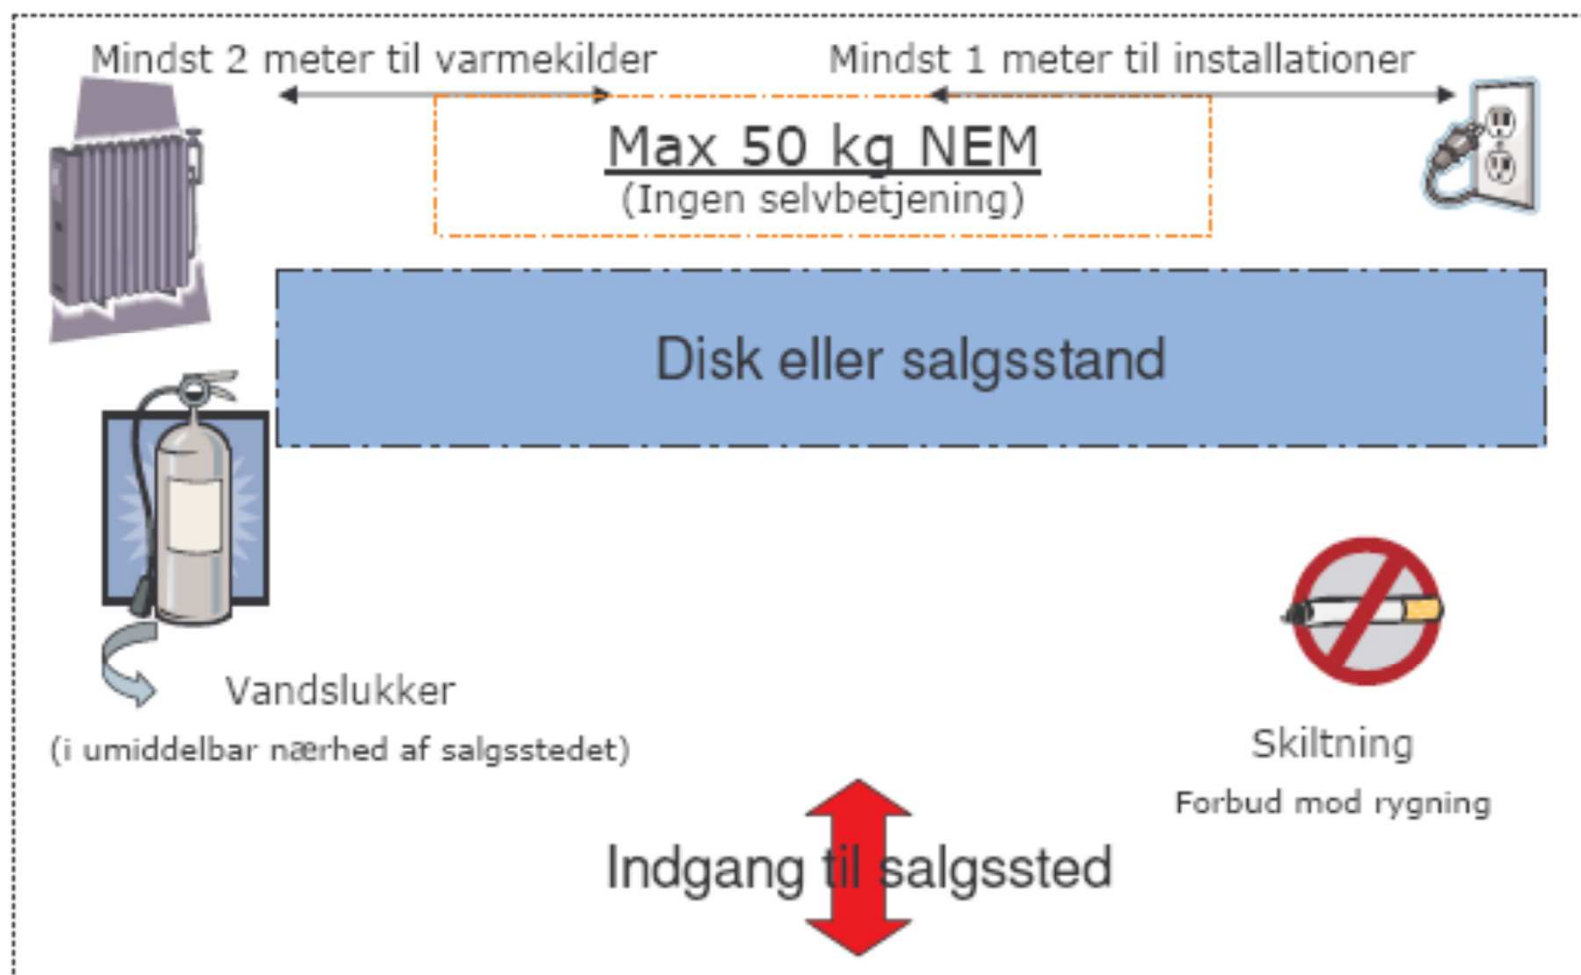 Mindst 2 meter til varmekilder
Mindst 1 meter til installationer
Max 50 kg NEM
(Ingen selvbetjening)
Disk eller salgsstand
Vandslukker
(i umiddelbar nærhed af salgsstedet)
Skiltning
Forbud mod rygning
Indgang til salgssted